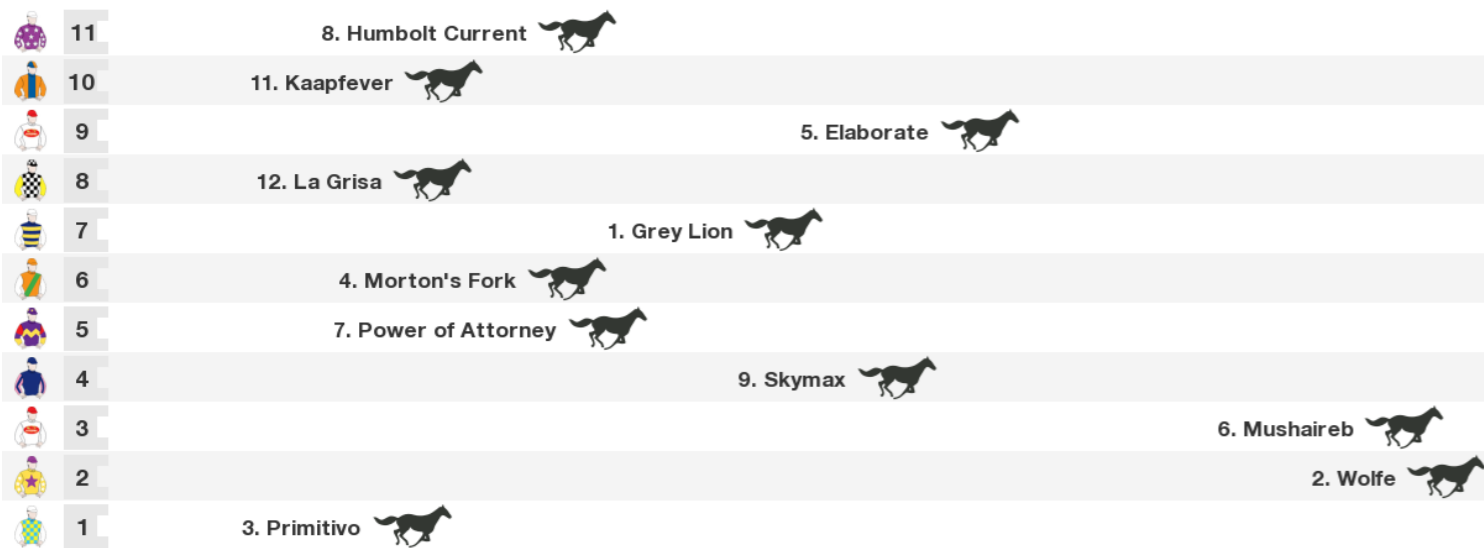 11 8. Humbolt Current
10 11. Kaapfever
9 5. Elaborate
8 12. La Grisa
7 1. Grey Lion
6 4. Morton's Fork
5 7. Power of Attorney
4 9. Skymax
3 6. Mushaireb
2 2. Wolfe
1 3. Primitivo